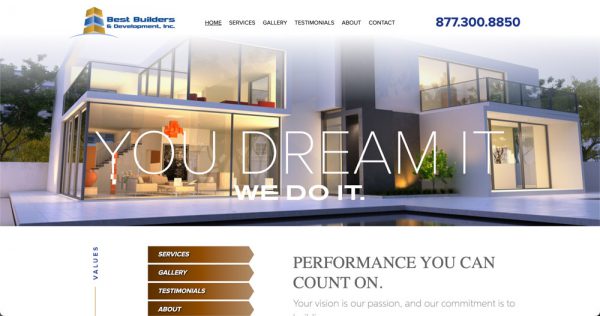 Best Builders
& Development, Inc.
HOME SERVICES GALLERY TESTIMONIALS ABOUT CONTACT
877.300.8850
YOU DREAM IT
WE DO IT.
VALUES
SERVICES
GALLERY
TESTIMONIALS
ABOUT
PERFORMANCE YOU CAN
COUNT ON.
Your vision is our passion, and our commitment is to